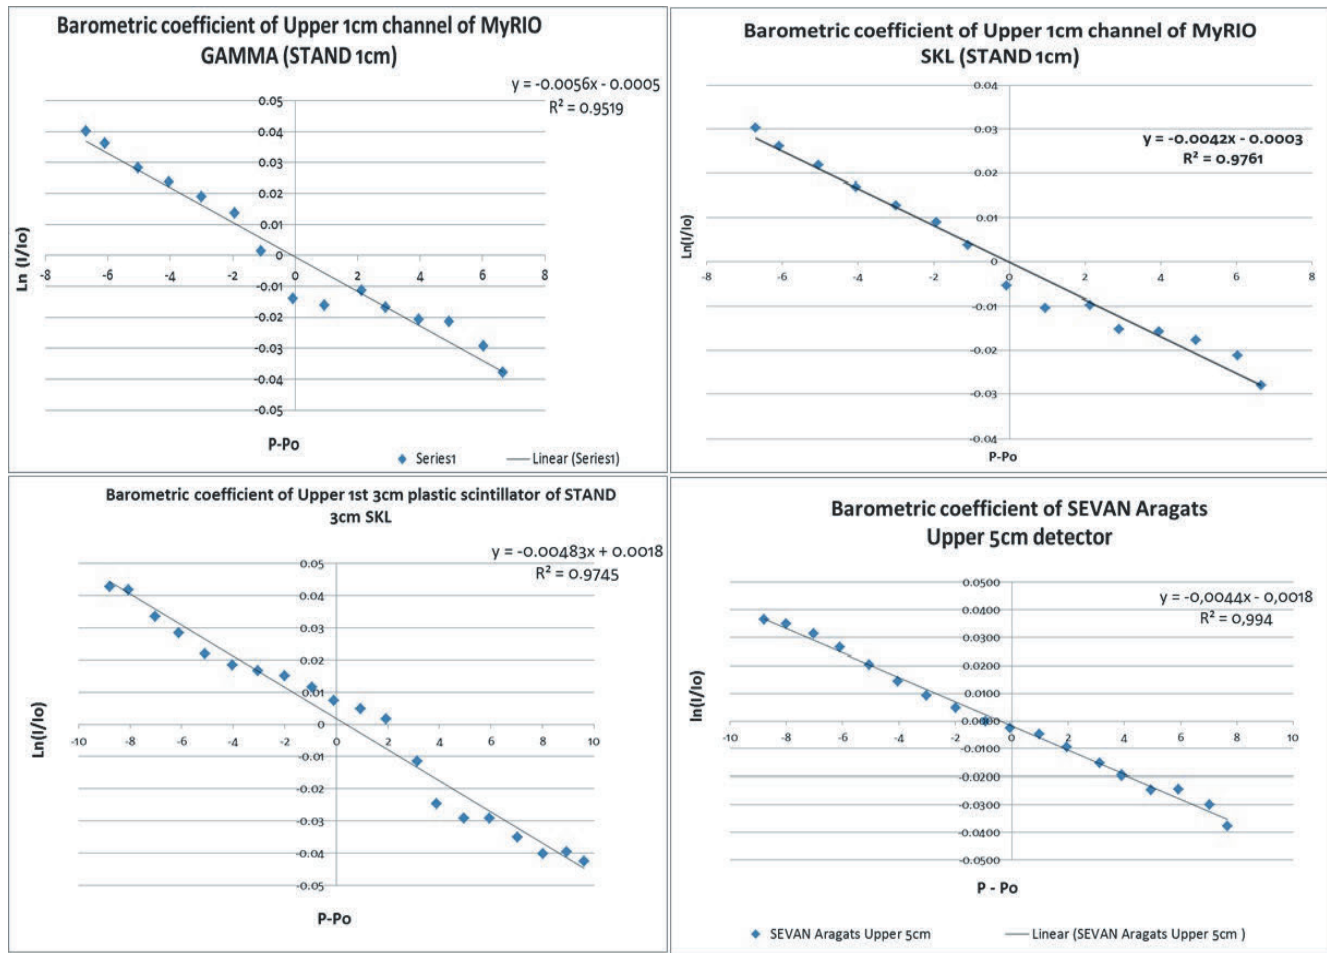 Barometric coefficient of Upper 1cm channel of MyRIO
GAMMA (STAND 1cm)
y = -0.0056x - 0.0005
R² = 0.9519
0.05
0.04
0.03
0.02
0.01
0
-0.01
-0.02
-0.03
-0.04
-0.05
-8
-6
-4
-2
0
2
4
6
8
Ln (I/Io)
P-Po
Series1
Linear (Series1)
Barometric coefficient of Upper 1cm channel of MyRIO
SKL (STAND 1cm)
y = -0.0042x - 0.0003
R² = 0.9761
0.04
0.03
0.02
0.01
0
-0.01
-0.02
-0.03
-0.04
-8
-6
-4
-2
0
2
4
6
8
Ln(I/Io)
P-Po
Barometric coefficient of Upper 1st 3cm plastic scintillator of STAND
3cm SKL
y = -0.00483x + 0.0018
R² = 0.9745
0.05
0.04
0.03
0.02
0.01
0
-0.01
-0.02
-0.03
-0.04
-0.05
-10
-8
-6
-4
-2
0
2
4
6
8
10
Ln(I/Io)
P-Po
Barometric coefficient of SEVAN Aragats
Upper 5cm detector
y = -0,0044x - 0,0018
R² = 0,994
0.0500
0.0400
0.0300
0.0200
0.0100
0.0000
-0.0100
-0.0200
-0.0300
-0.0400
-0.0500
-10
-8
-6
-4
-2
0
2
4
6
8
10
ln(I/Io)
P - Po
SEVAN Aragats Upper 5cm
Linear (SEVAN Aragats Upper 5cm )